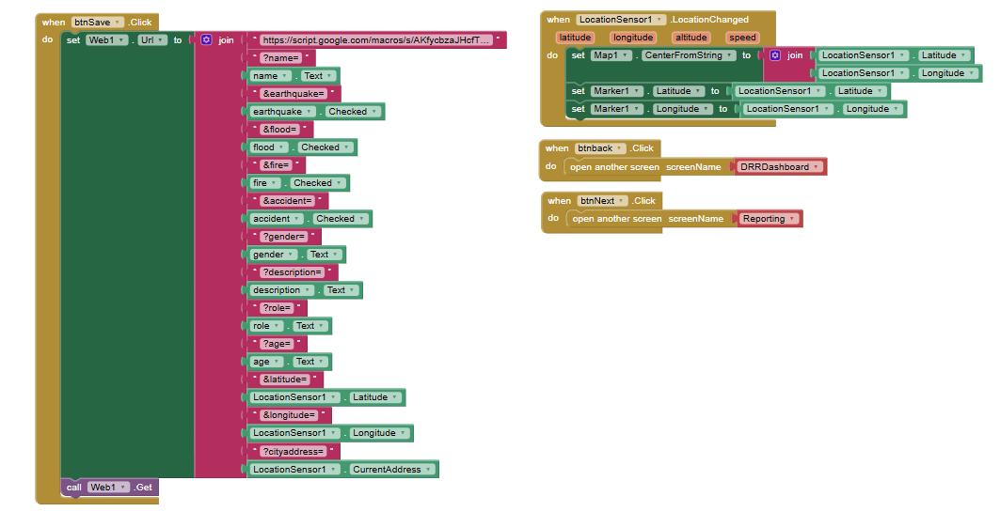 when btnSave .Click
do set Web1 . Url to join " https://script.google.com/macros/s/AKfycbzaJHcfT... "
" ?name= "
name . Text
" &earthquake= "
earthquake . Checked
" &flood= "
flood . Checked
" &fire= "
fire . Checked
" &accident= "
accident . Checked
" ?gender= "
gender . Text
" ?description= "
description . Text
" ?role= "
role . Text
" ?age= "
age . Text
" &latitude= "
LocationSensor1 . Latitude
" &longitude= "
LocationSensor1 . Longitude
" ?cityaddress= "
LocationSensor1 . CurrentAddress
call Web1 .Get
when LocationSensor1 .LocationChanged
latitude longitude altitude speed
do set Map1 . CenterFromString to join LocationSensor1 . Latitude
LocationSensor1 . Longitude
set Marker1 . Latitude to LocationSensor1 . Latitude
set Marker1 . Longitude to LocationSensor1 . Longitude
when btnback .Click
do open another screen screenName DRRDashboard
when btnNext .Click
do open another screen screenName Reporting